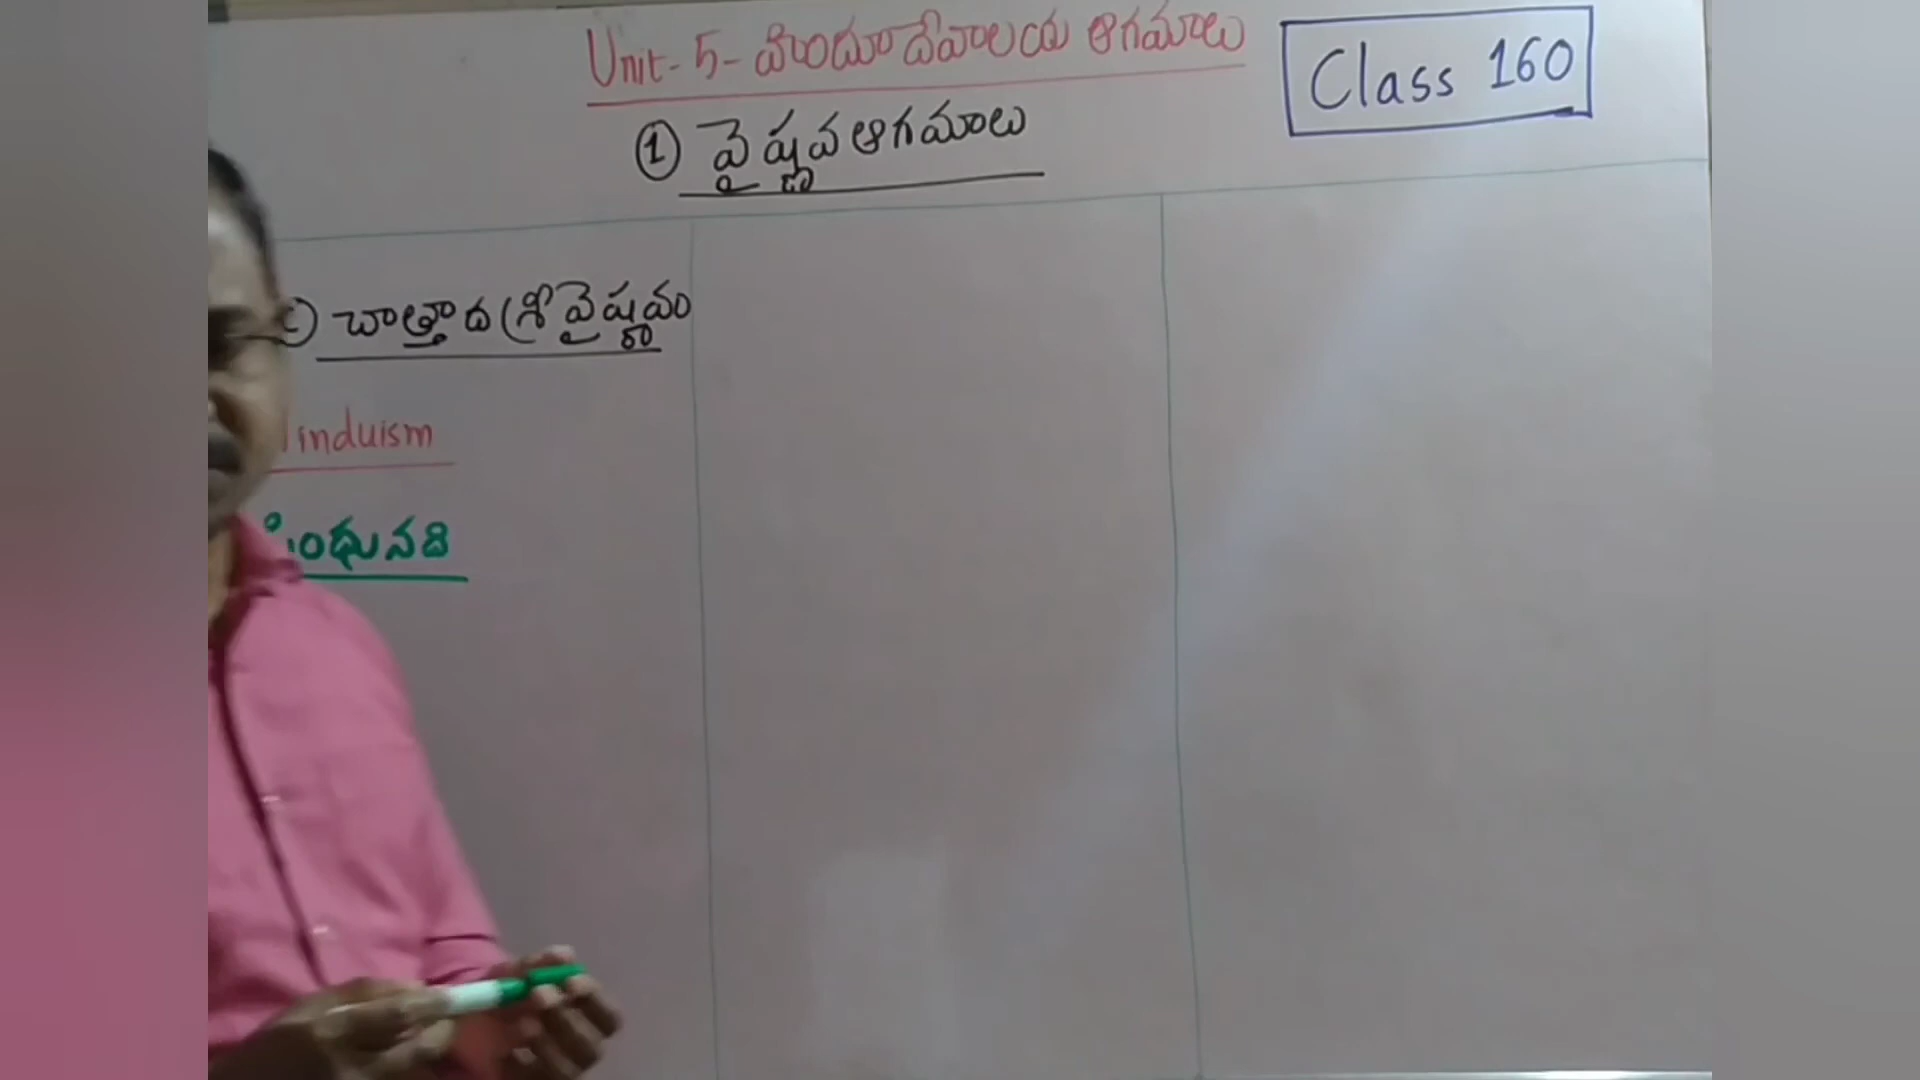 Unit - 5 - హిందూ దేవాలయ ఆగమాలు
Class 160
① వైష్ణవ ఆగమాలు
చాత్తాద శ్రీవైష్ణవం
induism
ింధునది